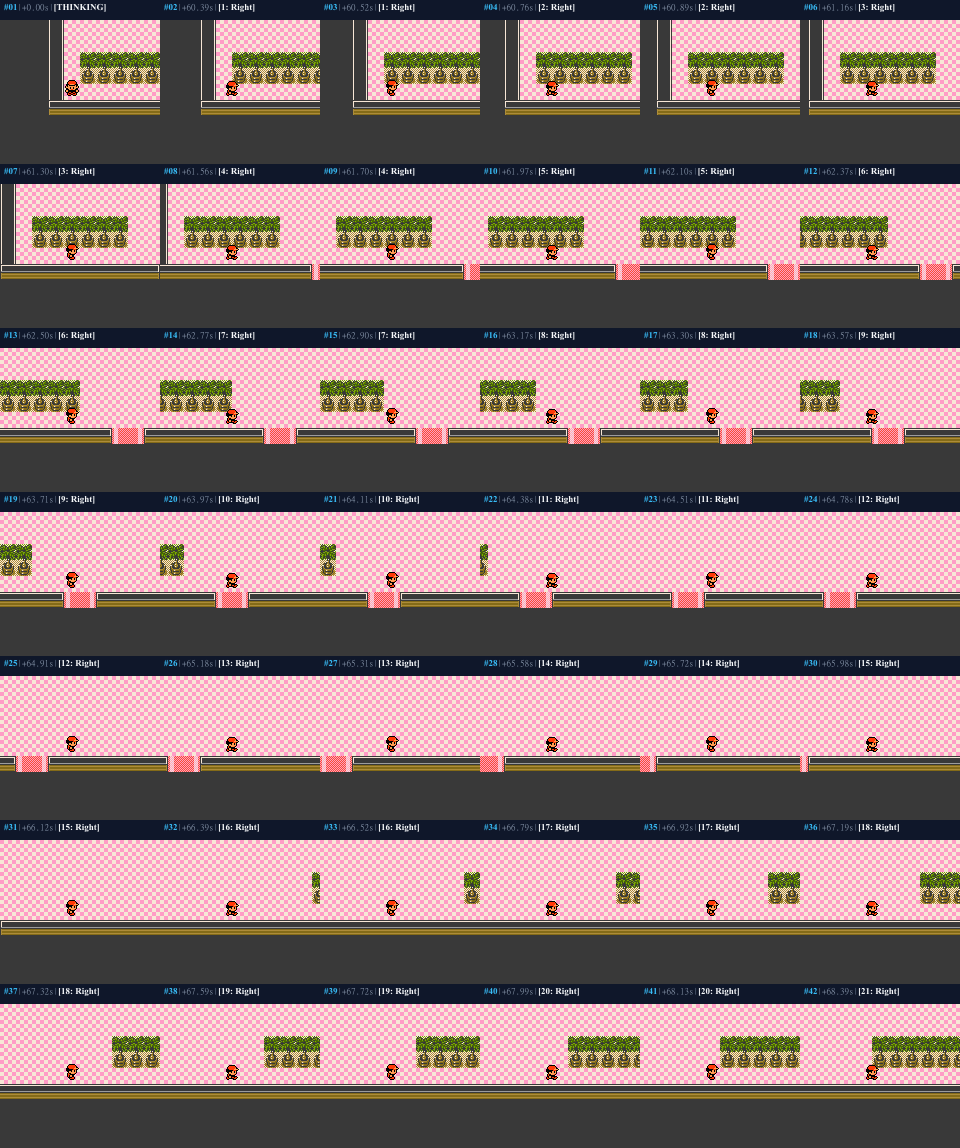 #01|+0.00s|[THINKING]
#02|+60.39s|[1: Right]
#03|+60.52s|[1: Right]
#04|+60.76s|[2: Right]
#05|+60.89s|[2: Right]
#06|+61.16s|[3: Right]
#07|+61.30s|[3: Right]
#08|+61.56s|[4: Right]
#09|+61.70s|[4: Right]
#10|+61.97s|[5: Right]
#11|+62.10s|[5: Right]
#12|+62.37s|[6: Right]
#13|+62.50s|[6: Right]
#14|+62.77s|[7: Right]
#15|+62.90s|[7: Right]
#16|+63.17s|[8: Right]
#17|+63.30s|[8: Right]
#18|+63.57s|[9: Right]
#19|+63.71s|[9: Right]
#20|+63.97s|[10: Right]
#21|+64.11s|[10: Right]
#22|+64.38s|[11: Right]
#23|+64.51s|[11: Right]
#24|+64.78s|[12: Right]
#25|+64.91s|[12: Right]
#26|+65.18s|[13: Right]
#27|+65.31s|[13: Right]
#28|+65.58s|[14: Right]
#29|+65.72s|[14: Right]
#30|+65.98s|[15: Right]
#31|+66.12s|[15: Right]
#32|+66.39s|[16: Right]
#33|+66.52s|[16: Right]
#34|+66.79s|[17: Right]
#35|+66.92s|[17: Right]
#36|+67.19s|[18: Right]
#37|+67.32s|[18: Right]
#38|+67.59s|[19: Right]
#39|+67.72s|[19: Right]
#40|+67.99s|[20: Right]
#41|+68.13s|[20: Right]
#42|+68.39s|[21: Right]